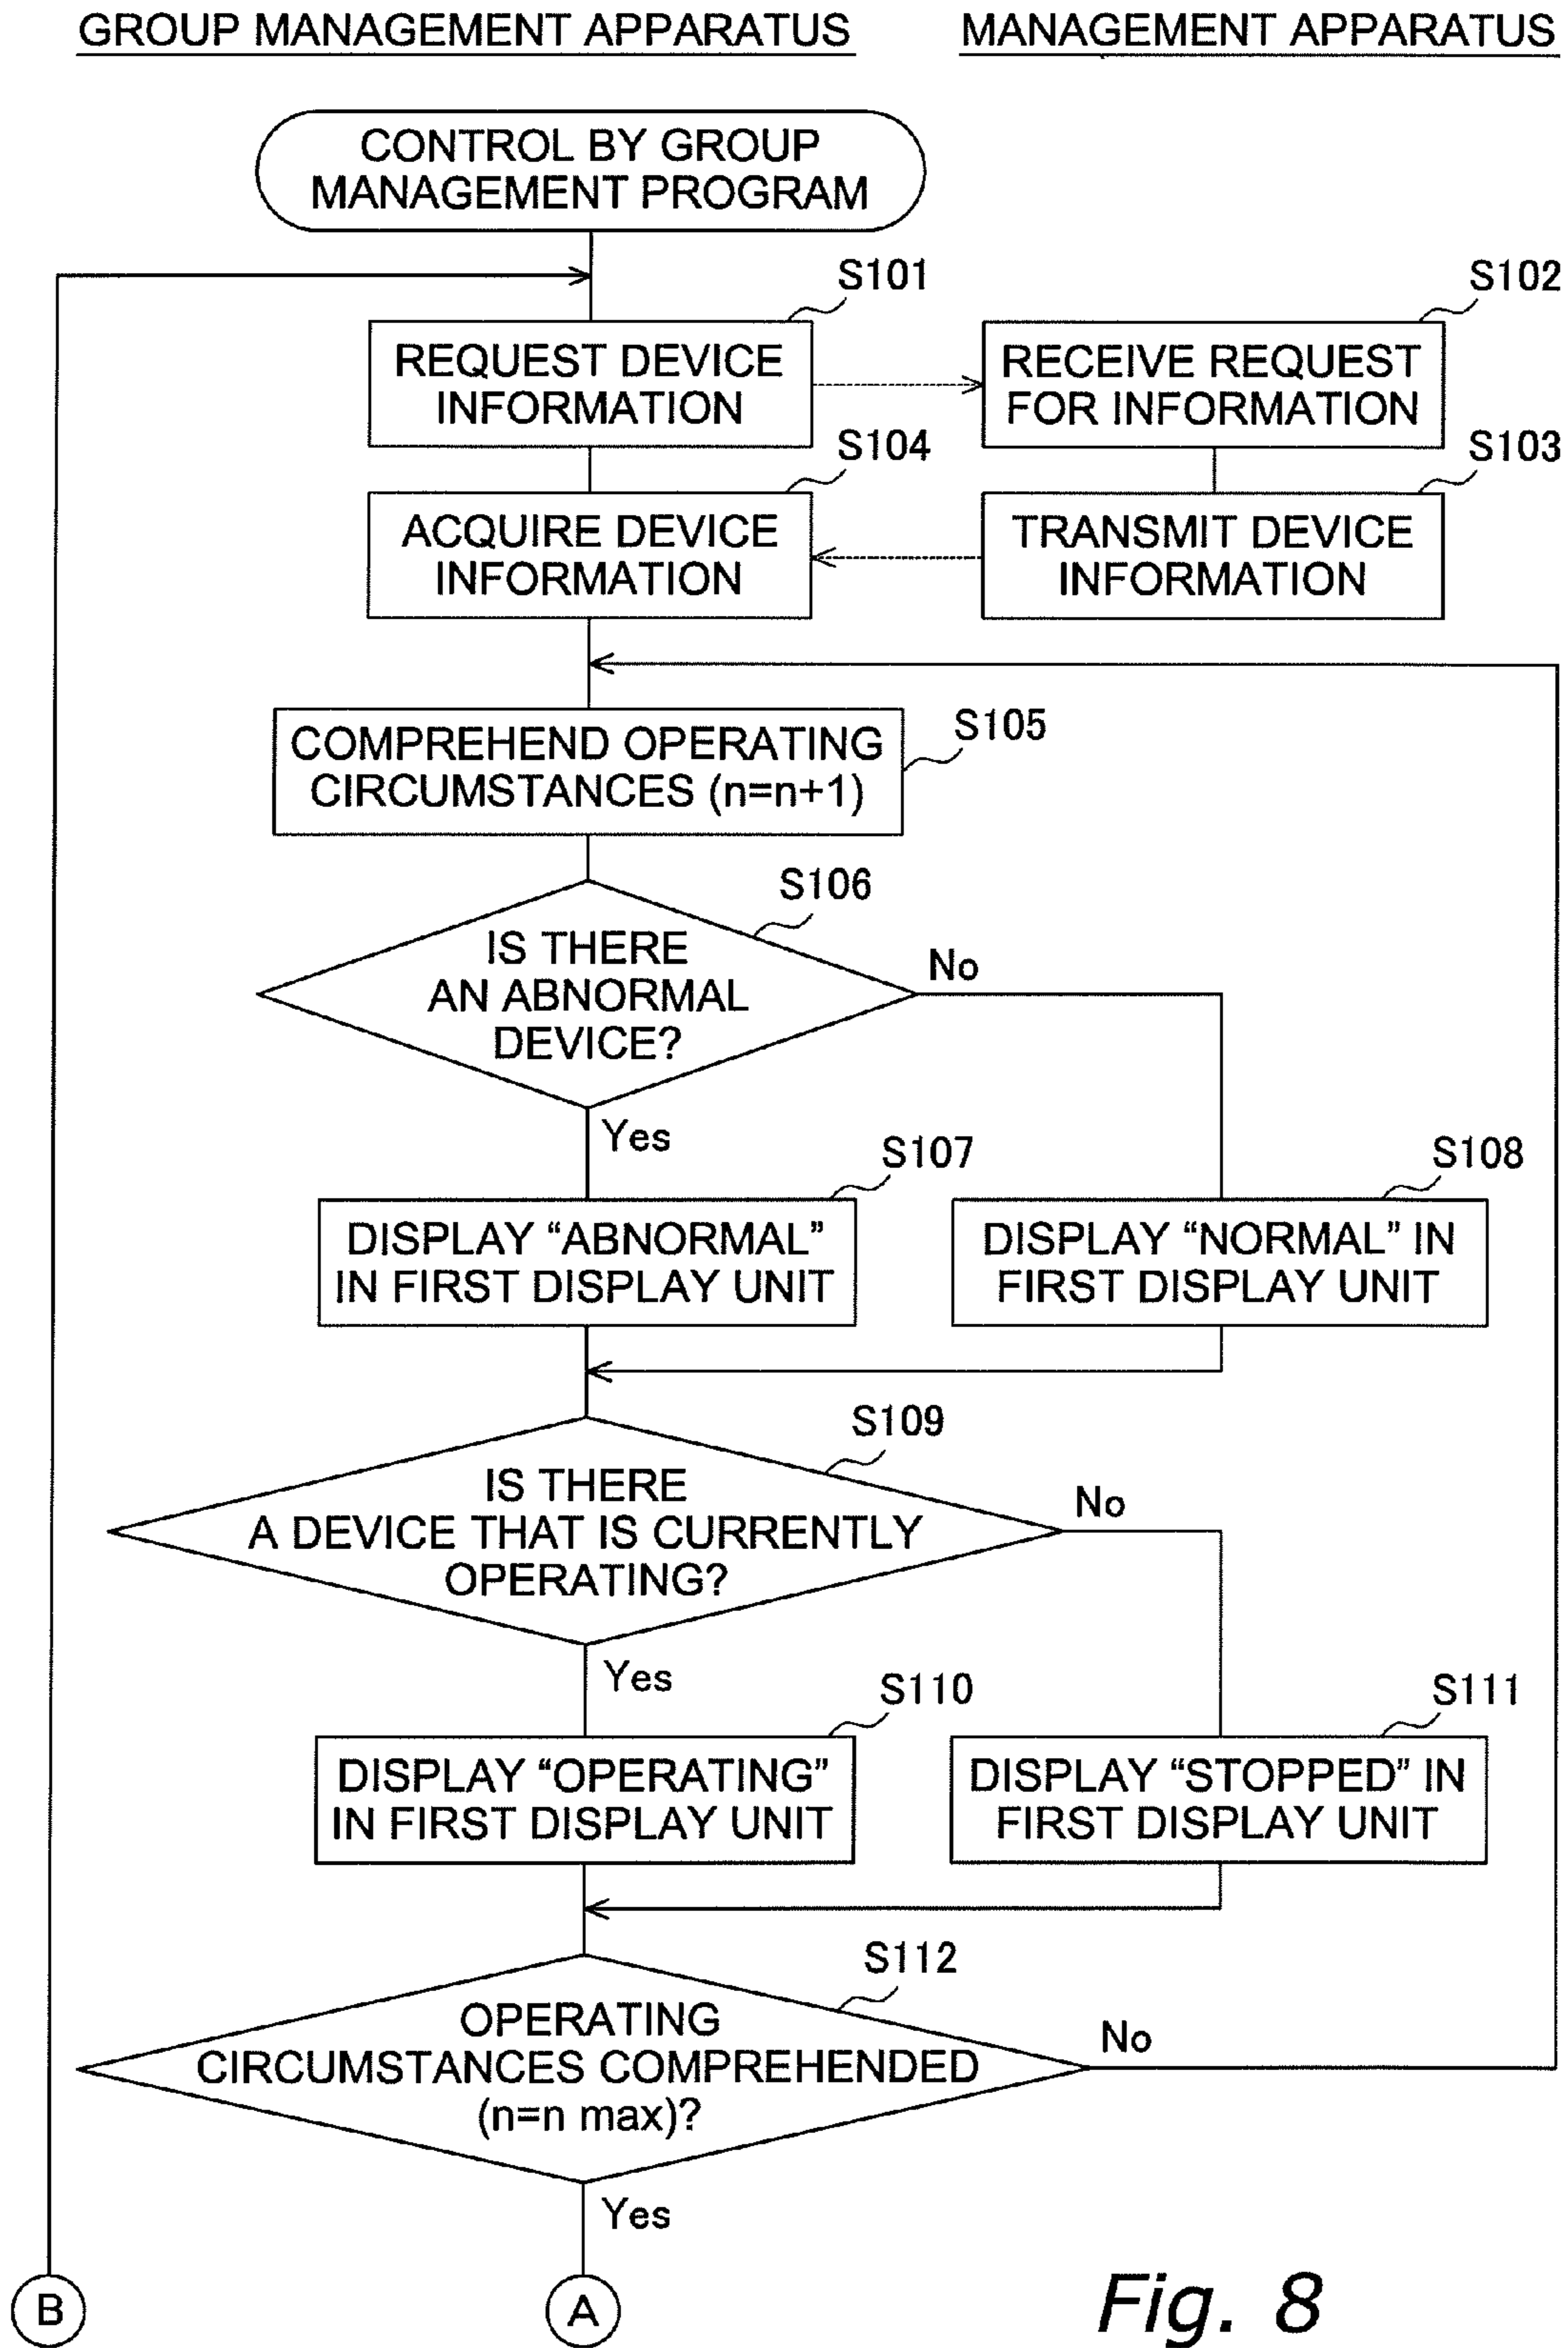 GROUP MANAGEMENT APPARATUS
MANAGEMENT APPARATUS
CONTROL BY GROUP
MANAGEMENT PROGRAM
S101
REQUEST DEVICE
INFORMATION
S102
RECEIVE REQUEST
FOR INFORMATION
S104
ACQUIRE DEVICE
INFORMATION
S103
TRANSMIT DEVICE
INFORMATION
S105
COMPREHEND OPERATING
CIRCUMSTANCES (n=n+1)
S106
IS THERE
AN ABNORMAL
DEVICE?
No
Yes
S107
DISPLAY “ABNORMAL”
IN FIRST DISPLAY UNIT
S108
DISPLAY “NORMAL” IN
FIRST DISPLAY UNIT
S109
IS THERE
A DEVICE THAT IS CURRENTLY
OPERATING?
No
Yes
S110
DISPLAY “OPERATING”
IN FIRST DISPLAY UNIT
S111
DISPLAY “STOPPED” IN
FIRST DISPLAY UNIT
S112
OPERATING
CIRCUMSTANCES COMPREHENDED
(n=n max)?
No
Yes
B
A
Fig. 8